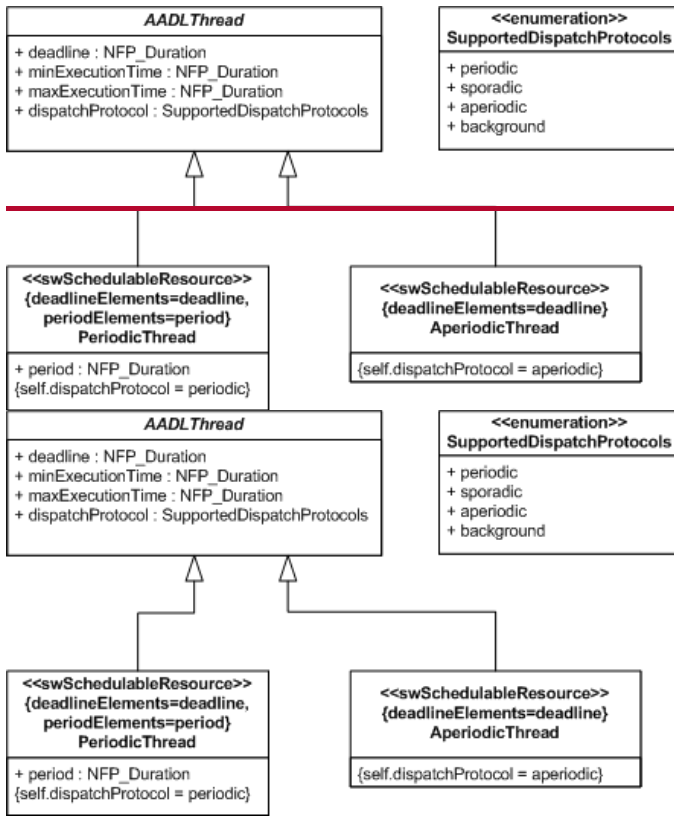 AADLThread
+ deadline : NFP_Duration
+ minExecutionTime : NFP_Duration
+ maxExecutionTime : NFP_Duration
+ dispatchProtocol : SupportedDispatchProtocols
<<enumeration>>
SupportedDispatchProtocols
+ periodic
+ sporadic
+ aperiodic
+ background
<<swSchedulableResource>>
{deadlineElements=deadline,
periodElements=period}
PeriodicThread
+ period : NFP_Duration
{self.dispatchProtocol = periodic}
<<swSchedulableResource>>
{deadlineElements=deadline}
AperiodicThread
{self.dispatchProtocol = aperiodic}
AADLThread
+ deadline : NFP_Duration
+ minExecutionTime : NFP_Duration
+ maxExecutionTime : NFP_Duration
+ dispatchProtocol : SupportedDispatchProtocols
<<enumeration>>
SupportedDispatchProtocols
+ periodic
+ sporadic
+ aperiodic
+ background
<<swSchedulableResource>>
{deadlineElements=deadline,
periodElements=period}
PeriodicThread
+ period : NFP_Duration
{self.dispatchProtocol = periodic}
<<swSchedulableResource>>
{deadlineElements=deadline}
AperiodicThread
{self.dispatchProtocol = aperiodic}